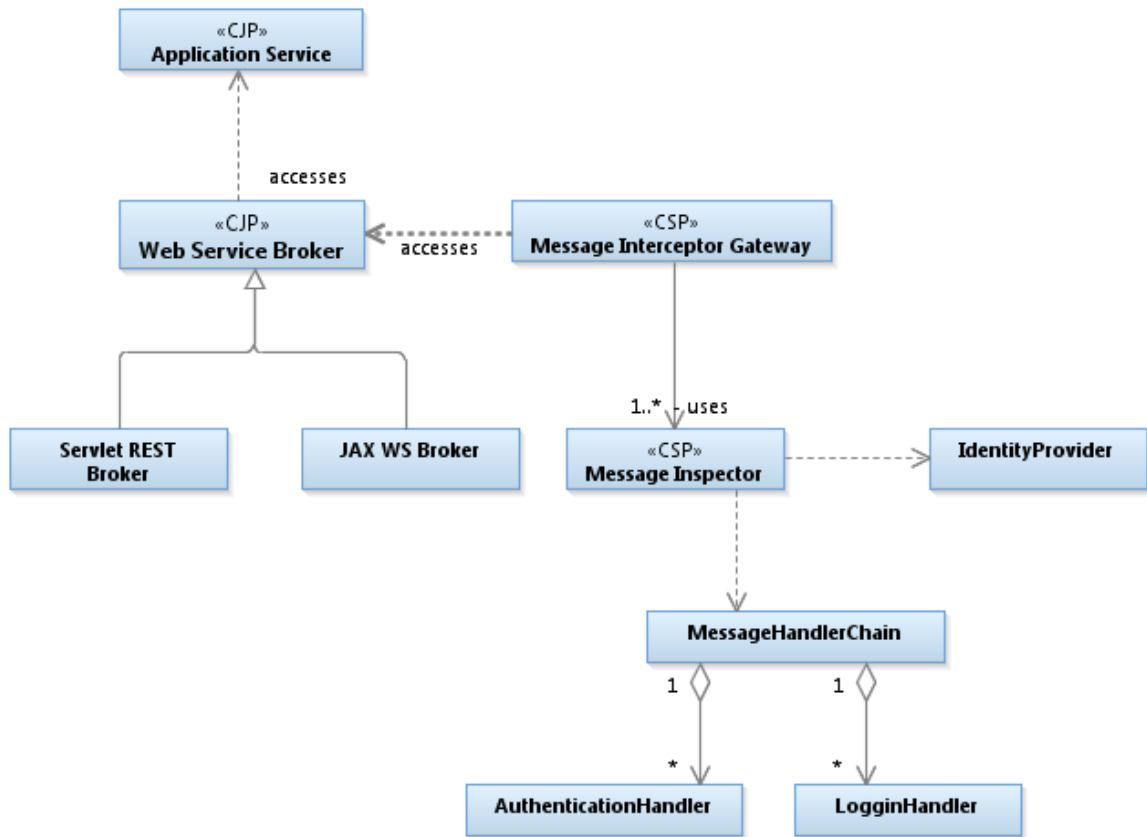 «CJP»
Application Service
accesses
«CJP»
Web Service Broker
accesses
«CSP»
Message Interceptor Gateway
1..* - uses
Servlet REST
Broker
JAX WS Broker
«CSP»
Message Inspector
IdentityProvider
MessageHandlerChain
1
1
*
*
AuthenticationHandler
LogginHandler